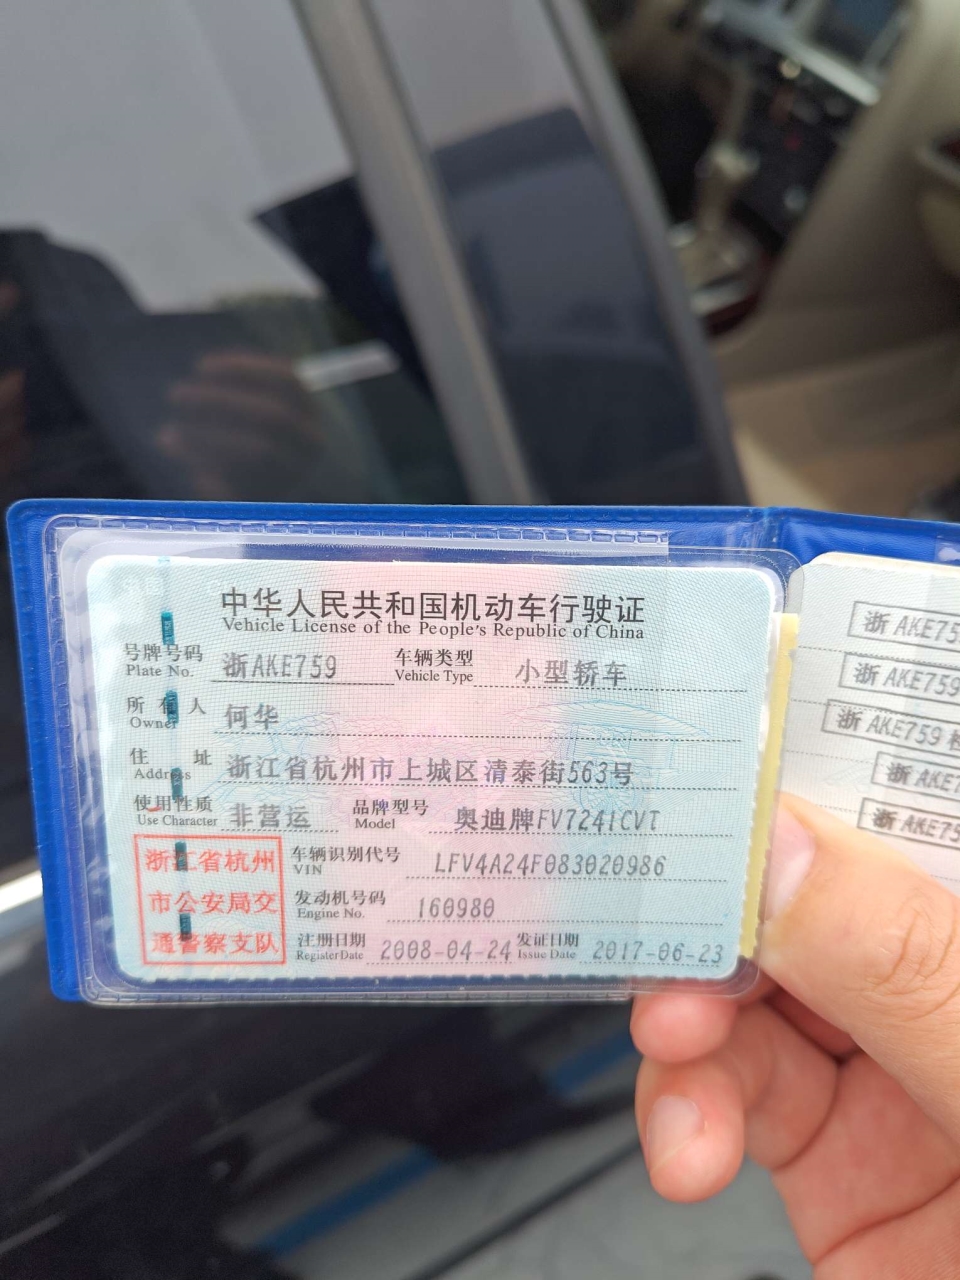 中华人民共和国机动车行驶证
Vehicle License of the People's Republic of China
号牌号码 浙AKE759 车辆类型 小型轿车
Plate No. Vehicle Type
所有人 何华
Owner
住址 浙江省杭州市上城区清泰街563号
Address
使用性质 非营运 品牌型号 奥迪牌FV7241CVT
Use Character Model
浙江省杭州
市公安局交
通警察支队
车辆识别代号 LFV4A24F083020986
VIN
发动机号码 160980
Engine No.
注册日期 2008-04-24 发证日期 2017-06-23
Register Date Issue Date
浙AKE75
浙AKE759
浙AKE759 检
浙AKE7
浙AKE75